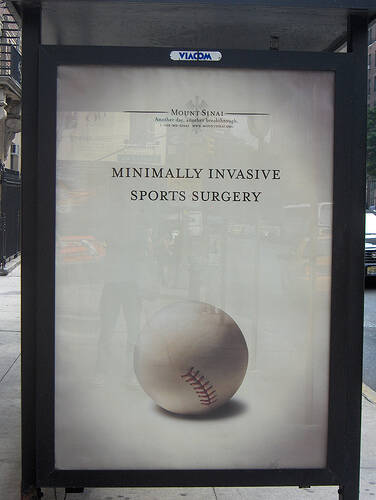 VIACOM
MOUNT SINAI
Another day, another breakthrough.
MINIMALLY INVASIVE
SPORTS SURGERY